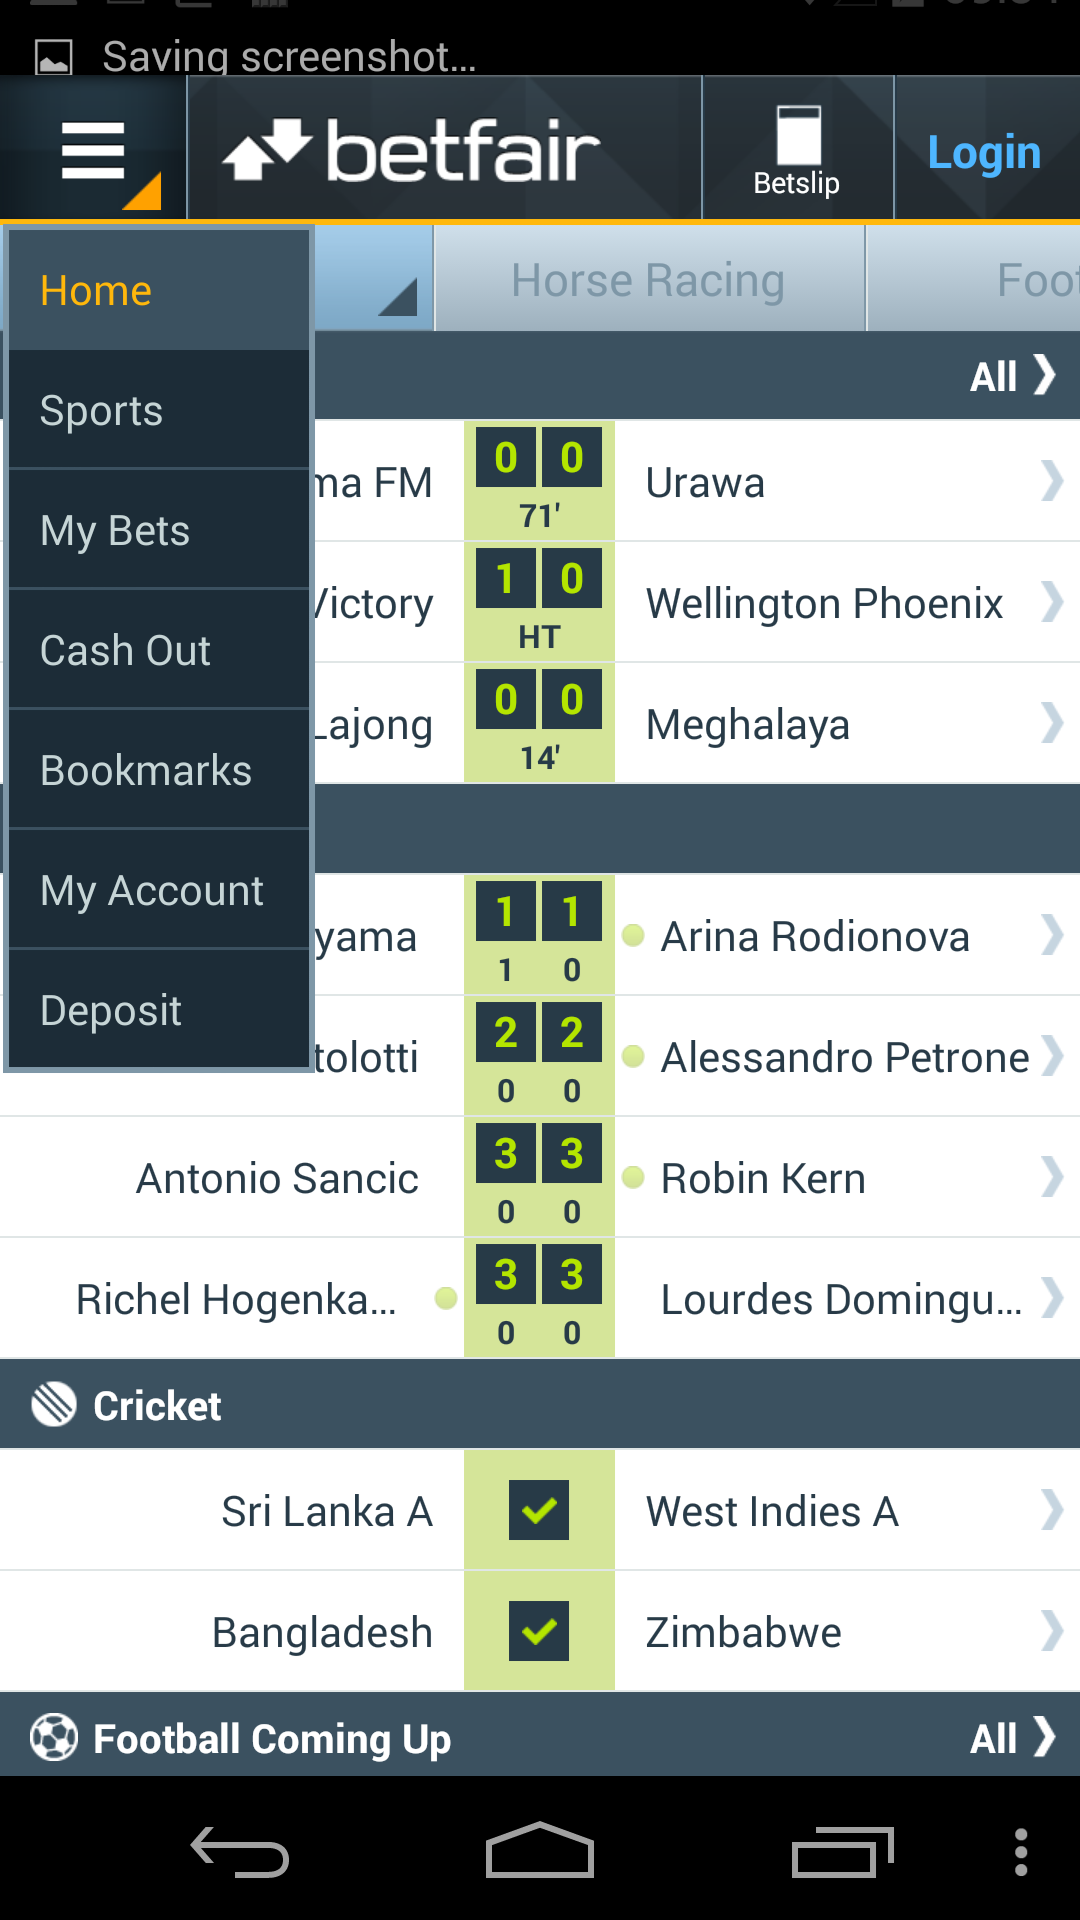 Saving screenshot...
betfair
Betslip
Login
Home
Horse Racing
Foot
All
Sports
My Bets
Cash Out
Bookmarks
My Account
Deposit
ma FM 0 0 Urawa
71'
Victory 1 0 Wellington Phoenix
HT
Lajong 0 0 Meghalaya
14'
yama 1 1 Arina Rodionova
1 0
tolotti 2 2 Alessandro Petrone
0 0
Antonio Sancic 3 3 Robin Kern
0 0
Richel Hogenka... 3 3 Lourdes Domingu...
0 0
Cricket
Sri Lanka A West Indies A
Bangladesh Zimbabwe
Football Coming Up All